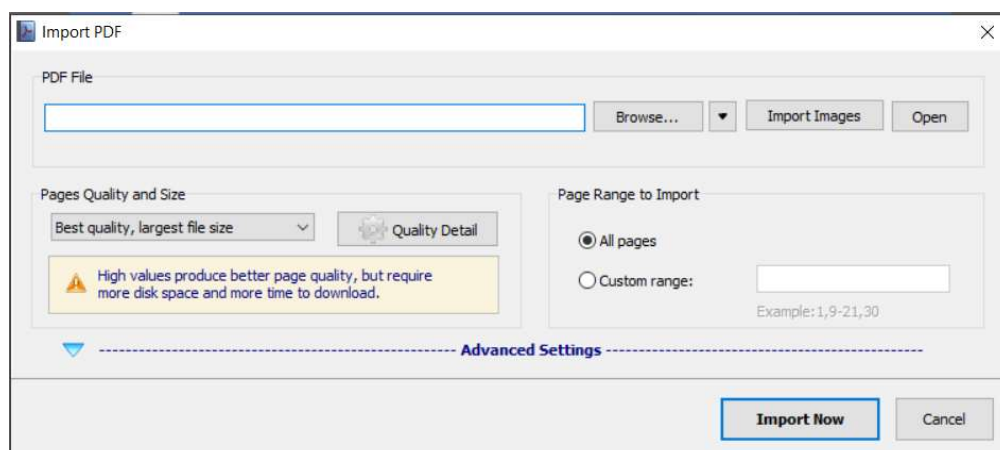 Import PDF
PDF File
Browse...
Import Images
Open
Pages Quality and Size
Best quality, largest file size
Quality Detail
High values produce better page quality, but require
more disk space and more time to download.
Page Range to Import
All pages
Custom range:
Example:1,9-21,30
Advanced Settings
Import Now
Cancel